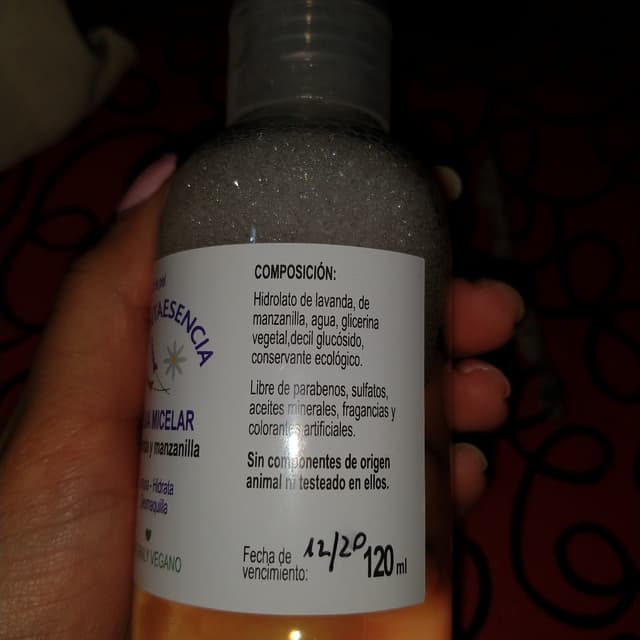 COMPOSICIÓN:
Hidrolato de lavanda, de
manzanilla, agua, glicerina
vegetal,decil glucósido,
conservante ecológico.
Libre de parabenos, sulfatos,
aceites minerales, fragancias y
colorantes artificiales.
Sin componentes de origen
animal ni testeado en ellos.
Fecha de
vencimiento: 12/20 120 ml
AESENCIA
MICELAR
y manzanilla
- Hidrata
Y VEGANO